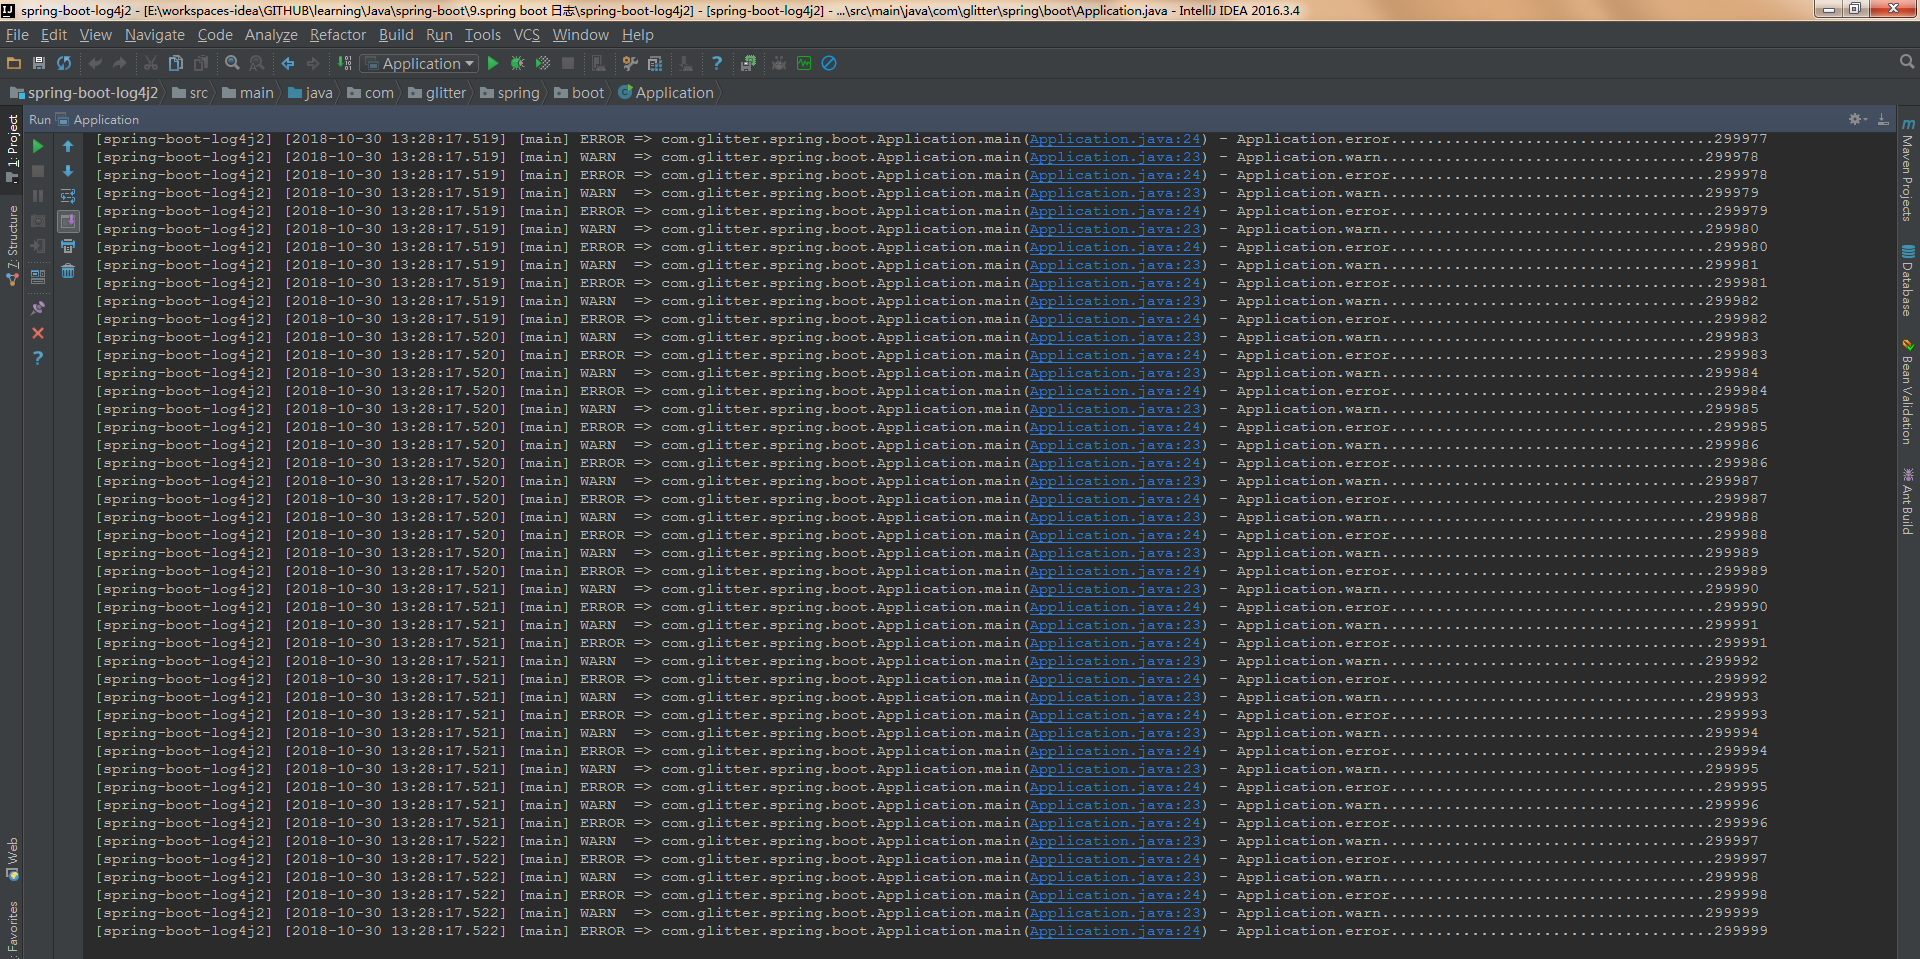 spring-boot-log4j2 - [E:\workspaces-idea\GITHUB\learning\Java\spring-boot\9.spring boot 日志\spring-boot-log4j2] - [spring-boot-log4j2] - ...\src\main\java\com\glitter\spring\boot\Application.java - IntelliJ IDEA 2016.3.4
File Edit View Navigate Code Analyze Refactor Build Run Tools VCS Window Help
Application
spring-boot-log4j2 src main java com glitter spring boot Application
Run Application
[spring-boot-log4j2] [2018-10-30 13:28:17.519] [main] ERROR => com.glitter.spring.boot.Application.main(Application.java:24) - Application.error....................................299977
[spring-boot-log4j2] [2018-10-30 13:28:17.519] [main] WARN  => com.glitter.spring.boot.Application.main(Application.java:23) - Application.warn....................................299978
[spring-boot-log4j2] [2018-10-30 13:28:17.519] [main] ERROR => com.glitter.spring.boot.Application.main(Application.java:24) - Application.error....................................299978
[spring-boot-log4j2] [2018-10-30 13:28:17.519] [main] WARN  => com.glitter.spring.boot.Application.main(Application.java:23) - Application.warn....................................299979
[spring-boot-log4j2] [2018-10-30 13:28:17.519] [main] ERROR => com.glitter.spring.boot.Application.main(Application.java:24) - Application.error....................................299979
[spring-boot-log4j2] [2018-10-30 13:28:17.519] [main] WARN  => com.glitter.spring.boot.Application.main(Application.java:23) - Application.warn....................................299980
[spring-boot-log4j2] [2018-10-30 13:28:17.519] [main] ERROR => com.glitter.spring.boot.Application.main(Application.java:24) - Application.error....................................299980
[spring-boot-log4j2] [2018-10-30 13:28:17.519] [main] WARN  => com.glitter.spring.boot.Application.main(Application.java:23) - Application.warn....................................299981
[spring-boot-log4j2] [2018-10-30 13:28:17.519] [main] ERROR => com.glitter.spring.boot.Application.main(Application.java:24) - Application.error....................................299981
[spring-boot-log4j2] [2018-10-30 13:28:17.519] [main] WARN  => com.glitter.spring.boot.Application.main(Application.java:23) - Application.warn....................................299982
[spring-boot-log4j2] [2018-10-30 13:28:17.519] [main] ERROR => com.glitter.spring.boot.Application.main(Application.java:24) - Application.error....................................299982
[spring-boot-log4j2] [2018-10-30 13:28:17.520] [main] WARN  => com.glitter.spring.boot.Application.main(Application.java:23) - Application.warn....................................299983
[spring-boot-log4j2] [2018-10-30 13:28:17.520] [main] ERROR => com.glitter.spring.boot.Application.main(Application.java:24) - Application.error....................................299983
[spring-boot-log4j2] [2018-10-30 13:28:17.520] [main] WARN  => com.glitter.spring.boot.Application.main(Application.java:23) - Application.warn....................................299984
[spring-boot-log4j2] [2018-10-30 13:28:17.520] [main] ERROR => com.glitter.spring.boot.Application.main(Application.java:24) - Application.error....................................299984
[spring-boot-log4j2] [2018-10-30 13:28:17.520] [main] WARN  => com.glitter.spring.boot.Application.main(Application.java:23) - Application.warn....................................299985
[spring-boot-log4j2] [2018-10-30 13:28:17.520] [main] ERROR => com.glitter.spring.boot.Application.main(Application.java:24) - Application.error....................................299985
[spring-boot-log4j2] [2018-10-30 13:28:17.520] [main] WARN  => com.glitter.spring.boot.Application.main(Application.java:23) - Application.warn....................................299986
[spring-boot-log4j2] [2018-10-30 13:28:17.520] [main] ERROR => com.glitter.spring.boot.Application.main(Application.java:24) - Application.error....................................299986
[spring-boot-log4j2] [2018-10-30 13:28:17.520] [main] WARN  => com.glitter.spring.boot.Application.main(Application.java:23) - Application.warn....................................299987
[spring-boot-log4j2] [2018-10-30 13:28:17.520] [main] ERROR => com.glitter.spring.boot.Application.main(Application.java:24) - Application.error....................................299987
[spring-boot-log4j2] [2018-10-30 13:28:17.520] [main] WARN  => com.glitter.spring.boot.Application.main(Application.java:23) - Application.warn....................................299988
[spring-boot-log4j2] [2018-10-30 13:28:17.520] [main] ERROR => com.glitter.spring.boot.Application.main(Application.java:24) - Application.error....................................299988
[spring-boot-log4j2] [2018-10-30 13:28:17.520] [main] WARN  => com.glitter.spring.boot.Application.main(Application.java:23) - Application.warn....................................299989
[spring-boot-log4j2] [2018-10-30 13:28:17.520] [main] ERROR => com.glitter.spring.boot.Application.main(Application.java:24) - Application.error....................................299989
[spring-boot-log4j2] [2018-10-30 13:28:17.521] [main] WARN  => com.glitter.spring.boot.Application.main(Application.java:23) - Application.warn....................................299990
[spring-boot-log4j2] [2018-10-30 13:28:17.521] [main] ERROR => com.glitter.spring.boot.Application.main(Application.java:24) - Application.error....................................299990
[spring-boot-log4j2] [2018-10-30 13:28:17.521] [main] WARN  => com.glitter.spring.boot.Application.main(Application.java:23) - Application.warn....................................299991
[spring-boot-log4j2] [2018-10-30 13:28:17.521] [main] ERROR => com.glitter.spring.boot.Application.main(Application.java:24) - Application.error....................................299991
[spring-boot-log4j2] [2018-10-30 13:28:17.521] [main] WARN  => com.glitter.spring.boot.Application.main(Application.java:23) - Application.warn....................................299992
[spring-boot-log4j2] [2018-10-30 13:28:17.521] [main] ERROR => com.glitter.spring.boot.Application.main(Application.java:24) - Application.error....................................299992
[spring-boot-log4j2] [2018-10-30 13:28:17.521] [main] WARN  => com.glitter.spring.boot.Application.main(Application.java:23) - Application.warn....................................299993
[spring-boot-log4j2] [2018-10-30 13:28:17.521] [main] ERROR => com.glitter.spring.boot.Application.main(Application.java:24) - Application.error....................................299993
[spring-boot-log4j2] [2018-10-30 13:28:17.521] [main] WARN  => com.glitter.spring.boot.Application.main(Application.java:23) - Application.warn....................................299994
[spring-boot-log4j2] [2018-10-30 13:28:17.521] [main] ERROR => com.glitter.spring.boot.Application.main(Application.java:24) - Application.error....................................299994
[spring-boot-log4j2] [2018-10-30 13:28:17.521] [main] WARN  => com.glitter.spring.boot.Application.main(Application.java:23) - Application.warn....................................299995
[spring-boot-log4j2] [2018-10-30 13:28:17.521] [main] ERROR => com.glitter.spring.boot.Application.main(Application.java:24) - Application.error....................................299995
[spring-boot-log4j2] [2018-10-30 13:28:17.521] [main] WARN  => com.glitter.spring.boot.Application.main(Application.java:23) - Application.warn....................................299996
[spring-boot-log4j2] [2018-10-30 13:28:17.521] [main] ERROR => com.glitter.spring.boot.Application.main(Application.java:24) - Application.error....................................299996
[spring-boot-log4j2] [2018-10-30 13:28:17.522] [main] WARN  => com.glitter.spring.boot.Application.main(Application.java:23) - Application.warn....................................299997
[spring-boot-log4j2] [2018-10-30 13:28:17.522] [main] ERROR => com.glitter.spring.boot.Application.main(Application.java:24) - Application.error....................................299997
[spring-boot-log4j2] [2018-10-30 13:28:17.522] [main] WARN  => com.glitter.spring.boot.Application.main(Application.java:23) - Application.warn....................................299998
[spring-boot-log4j2] [2018-10-30 13:28:17.522] [main] ERROR => com.glitter.spring.boot.Application.main(Application.java:24) - Application.error....................................299998
[spring-boot-log4j2] [2018-10-30 13:28:17.522] [main] WARN  => com.glitter.spring.boot.Application.main(Application.java:23) - Application.warn....................................299999
[spring-boot-log4j2] [2018-10-30 13:28:17.522] [main] ERROR => com.glitter.spring.boot.Application.main(Application.java:24) - Application.error....................................299999
1: Project
7: Structure
Web
Favorites
Maven Projects
Database
Bean Validation
Ant Build